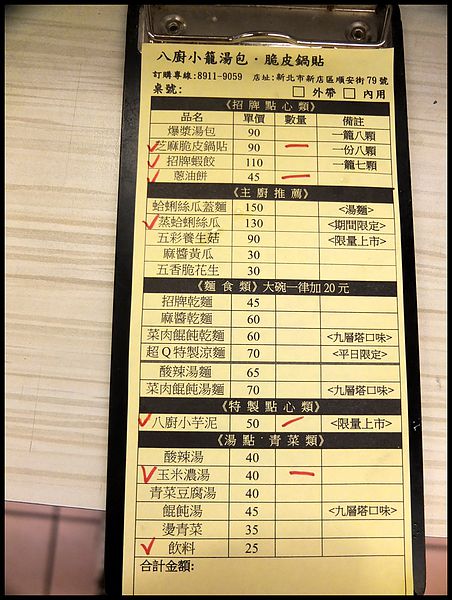 八廚小籠湯包・脆皮鍋貼
訂購專線:8911-9059 店址:新北市新店區順安街79號
桌號: □ 外帶 □ 內用
《招牌點心類》
品名 單價 數量 備註
爆漿湯包 90 一籠八顆
芝麻脆皮鍋貼 90 一 一份八顆
招牌蝦餃 110 一籠七顆
蔥油餅 45 一
《主廚推薦》
蛤蜊絲瓜蓋麵 150 <湯麵>
蒸蛤蜊絲瓜 130 <期間限定>
五彩養生菇 90 <限量上市>
麻醬黃瓜 30
五香脆花生 30
《麵食類》大碗一律加20元
招牌乾麵 45
麻醬乾麵 60
菜肉餛飩乾麵 60 <九層塔口味>
超Q特製涼麵 70 <平日限定>
酸辣湯麵 65
菜肉餛飩湯麵 70 <九層塔口味>
《特製點心類》
八廚小芋泥 50 一 <限量上市>
《湯點・青菜類》
酸辣湯 40
玉米濃湯 40 一
青菜豆腐湯 40
餛飩湯 45 <九層塔口味>
燙青菜 35
飲料 25
合計金額: